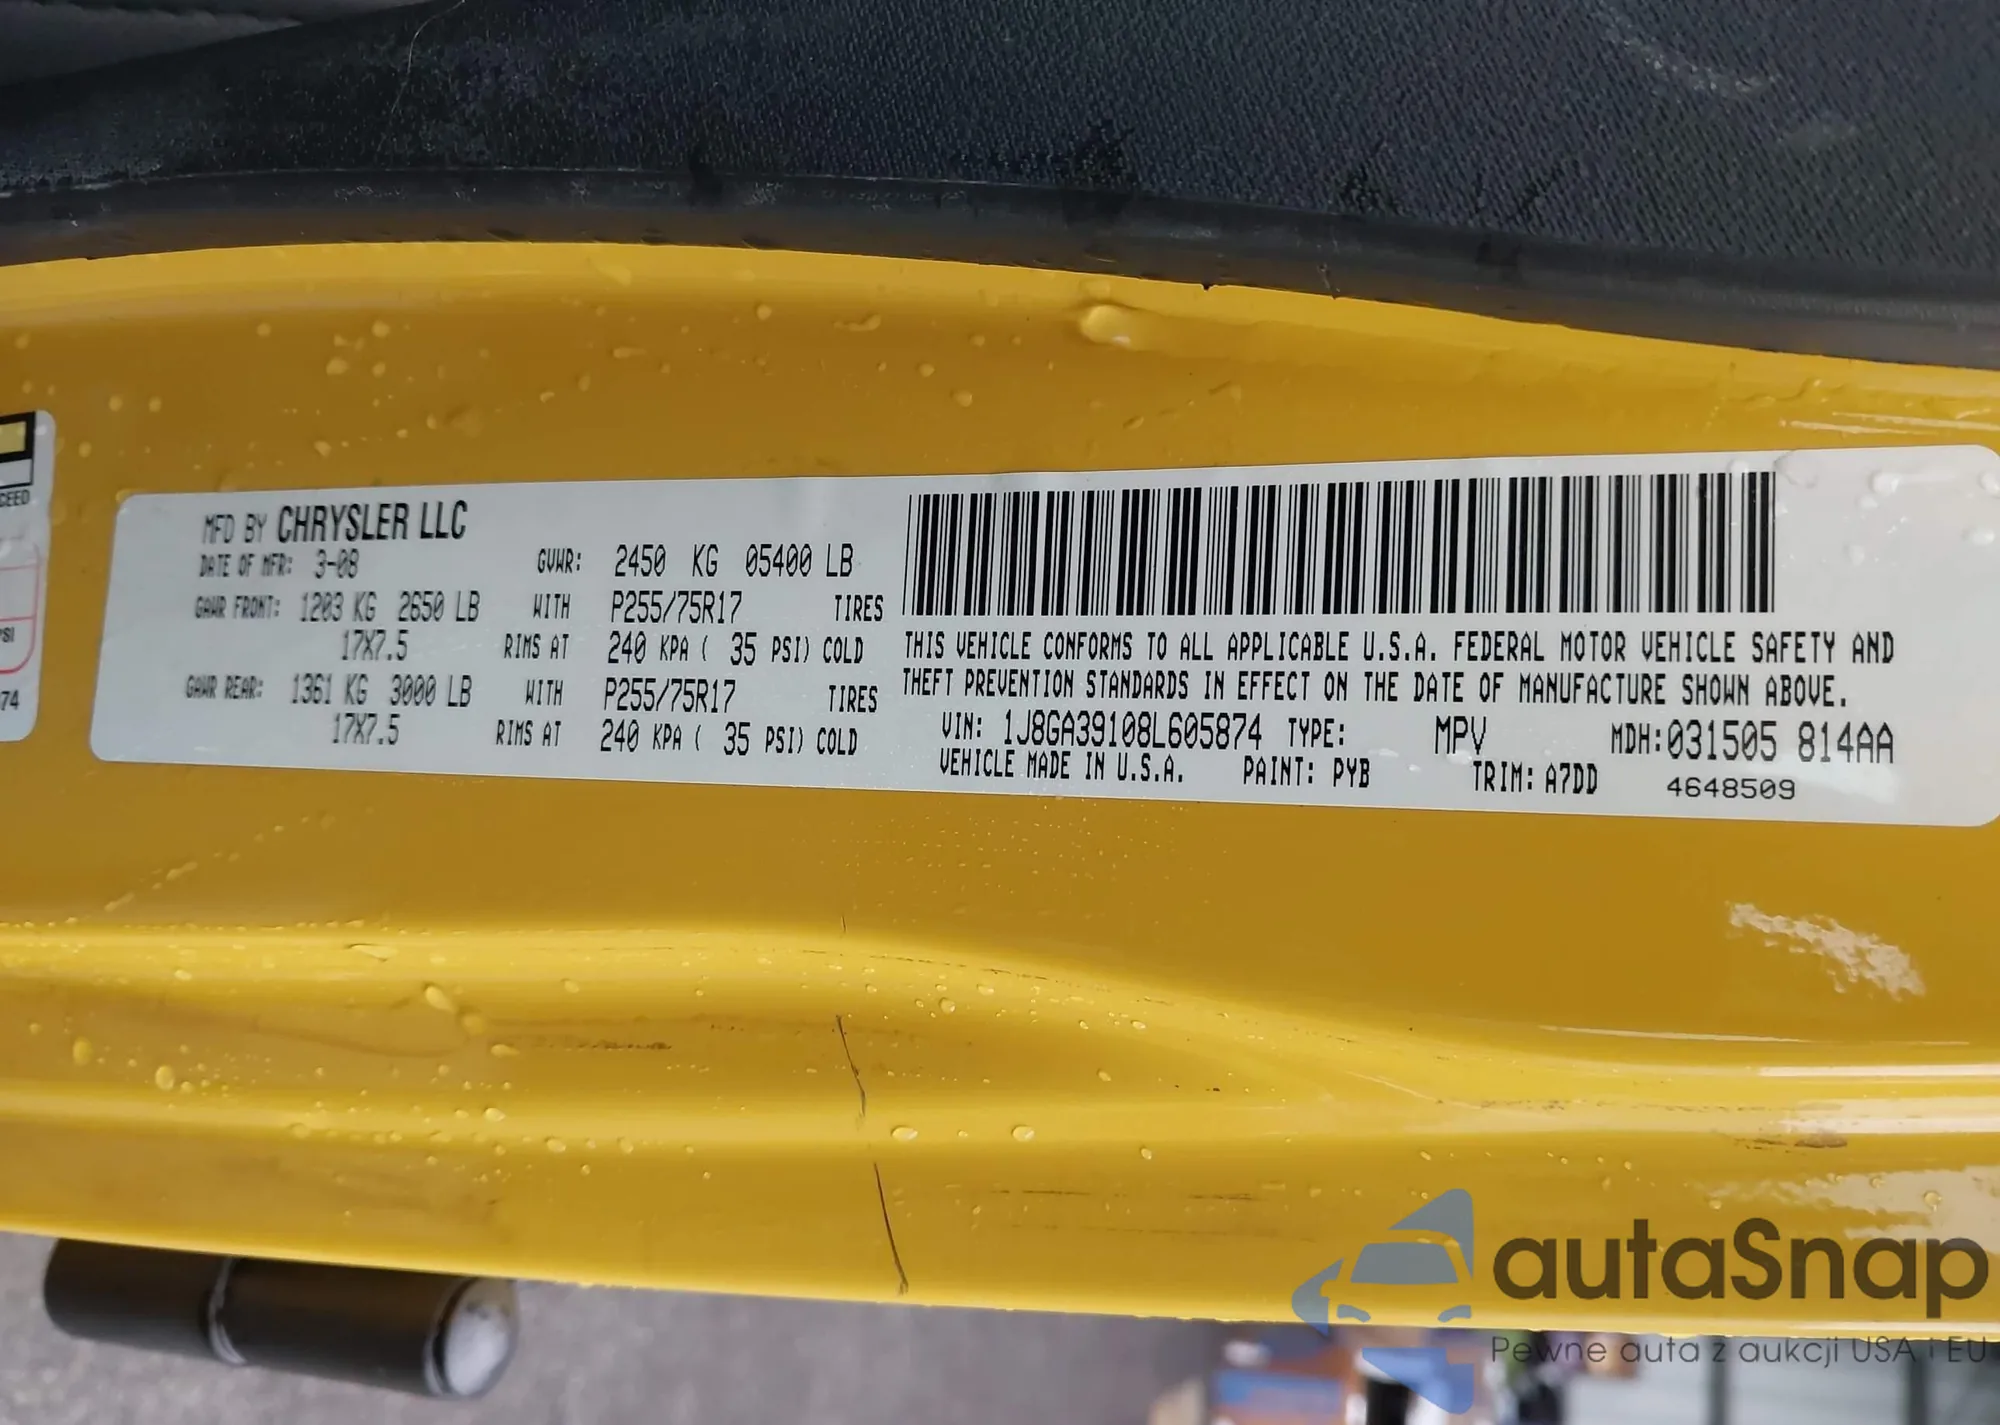 CEED
PSI
74
MFD BY CHRYSLER LLC
DATE OF MFR: 3-08 GVWR: 2450 KG 05400 LB
GAWR FRONT: 1203 KG 2650 LB WITH P255/75R17 TIRES
17X7.5 RIMS AT 240 KPA ( 35 PSI) COLD
GAWR REAR: 1361 KG 3000 LB WITH P255/75R17 TIRES
17X7.5 RIMS AT 240 KPA ( 35 PSI) COLD
THIS VEHICLE CONFORMS TO ALL APPLICABLE U.S.A. FEDERAL MOTOR VEHICLE SAFETY AND
THEFT PREVENTION STANDARDS IN EFFECT ON THE DATE OF MANUFACTURE SHOWN ABOVE.
VIN: 1J8GA39108L605874 TYPE: MPV MDH:031505 814AA
VEHICLE MADE IN U.S.A. PAINT: PYB TRIM: A7DD 4648509
autaSnap
Pewne auta z aukcji USA i EU